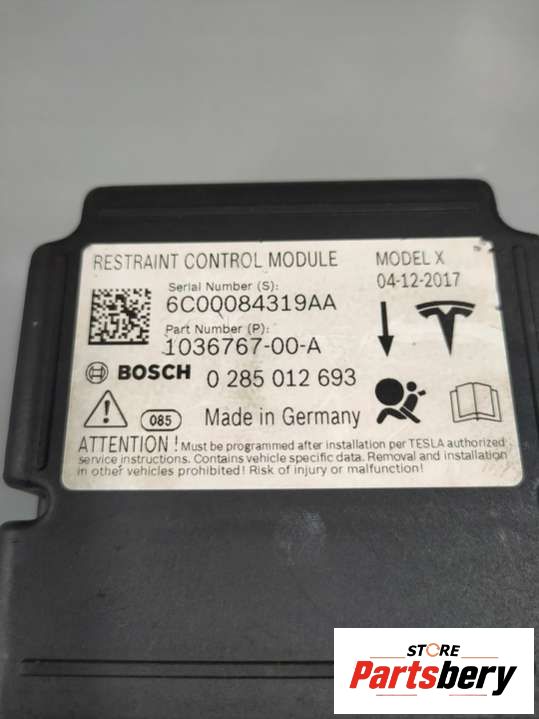 RESTRAINT CONTROL MODULE
MODEL X
04-12-2017
Serial Number (S):
6C00084319AA
Part Number (P):
1036767-00-A
BOSCH 0 285 012 693
085 Made in Germany
ATTENTION ! Must be programmed after installation per TESLA authorized
service instructions. Contains vehicle specific data. Removal and installation
in other vehicles prohibited! Risk of injury or malfunction!
STORE
Partsbery